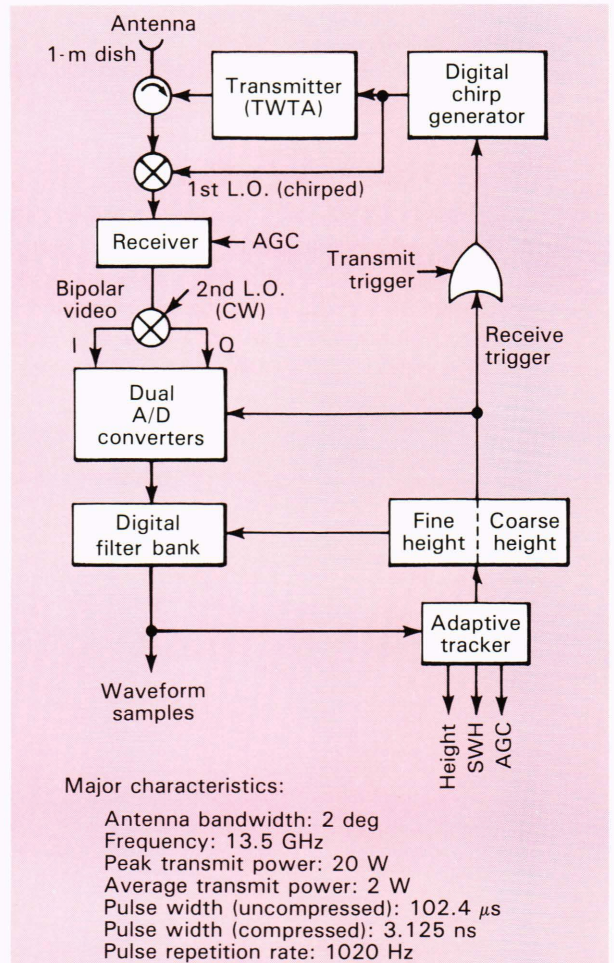 Antenna
1-m dish
Transmitter
(TWTA)
Digital
chirp
generator
1st L.O. (chirped)
Receiver
AGC
Transmit
trigger
Bipolar
video
2nd L.O.
(CW)
I
Q
Receive
trigger
Dual
A/D
converters
Digital
filter bank
Fine
height
Coarse
height
Adaptive
tracker
Waveform
samples
Height
SWH
AGC
Major characteristics:
Antenna bandwidth: 2 deg
Frequency: 13.5 GHz
Peak transmit power: 20 W
Average transmit power: 2 W
Pulse width (uncompressed): 102.4 μs
Pulse width (compressed): 3.125 ns
Pulse repetition rate: 1020 Hz